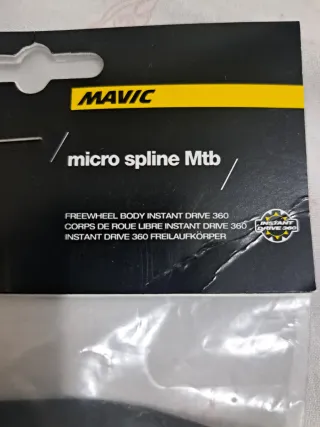 MAVIC
micro spline Mtb
FREEWHEEL BODY INSTANT DRIVE 360
CORPS DE ROUE LIBRE INSTANT DRIVE 360
INSTANT DRIVE 360 FREILAUFKÖRPER
INSTANT
DRIVE 360